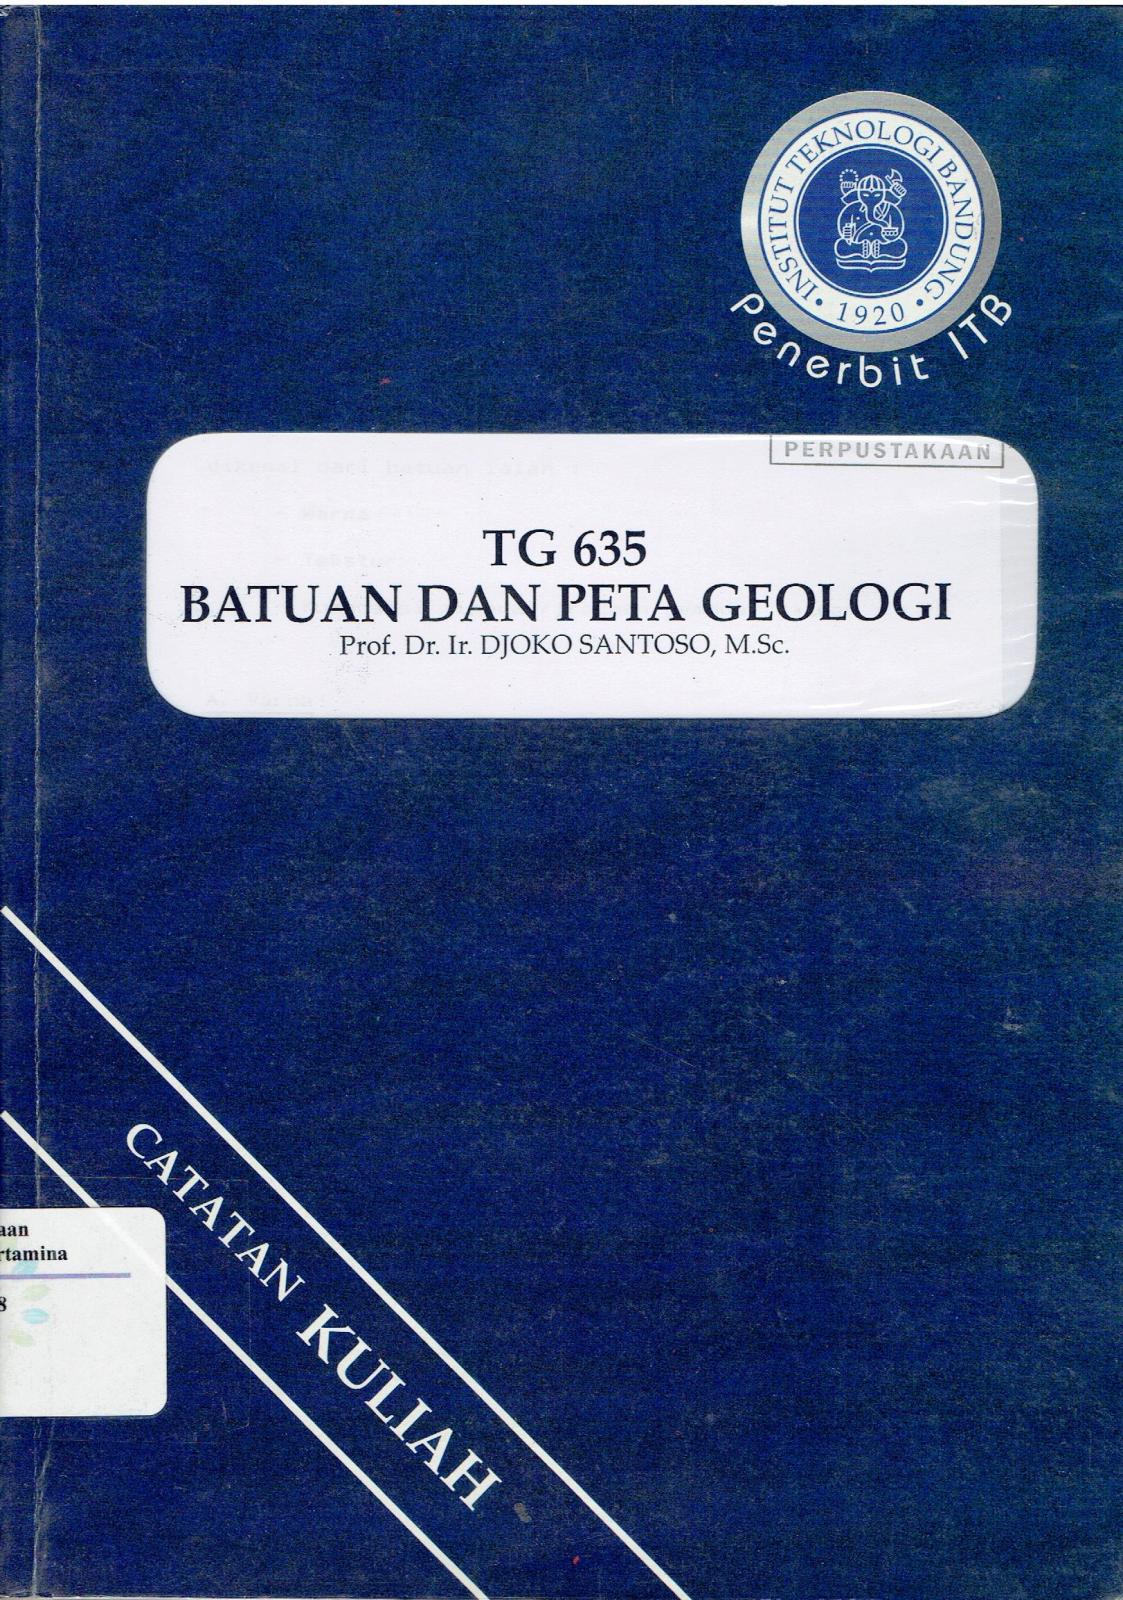 INSTITUT TEKNOLOGI BANDUNG
• 1920 •
Penerbit ITB
PERPUSTAKAAN
TG 635
BATUAN DAN PETA GEOLOGI
Prof. Dr. Ir. DJOKO SANTOSO, M.Sc.
CATATAN KULIAH
aan
rtamina
8